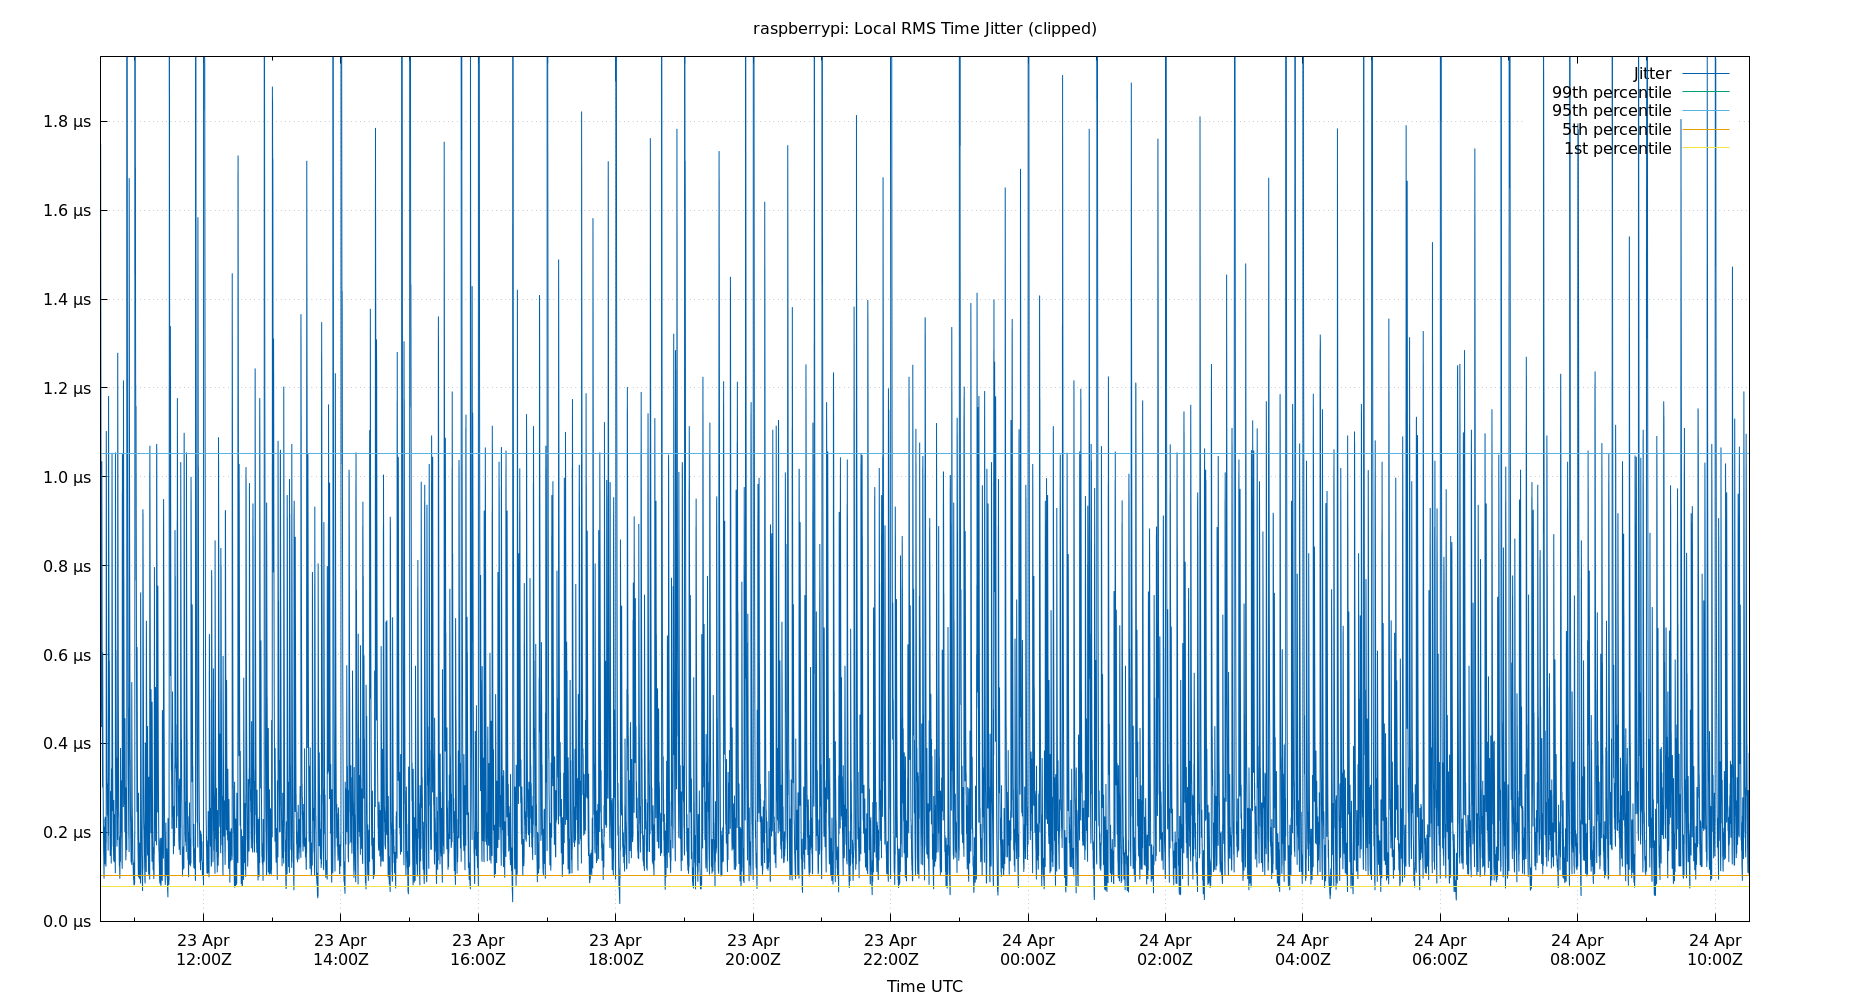 raspberrypi: Local RMS Time Jitter (clipped)
Jitter
99th percentile
95th percentile
5th percentile
1st percentile
1.8 µs
1.6 µs
1.4 µs
1.2 µs
1.0 µs
0.8 µs
0.6 µs
0.4 µs
0.2 µs
0.0 µs
23 Apr 23 Apr 23 Apr 23 Apr 23 Apr 23 Apr 24 Apr 24 Apr 24 Apr 24 Apr 24 Apr 24 Apr
12:00Z 14:00Z 16:00Z 18:00Z 20:00Z 22:00Z 00:00Z 02:00Z 04:00Z 06:00Z 08:00Z 10:00Z
Time UTC